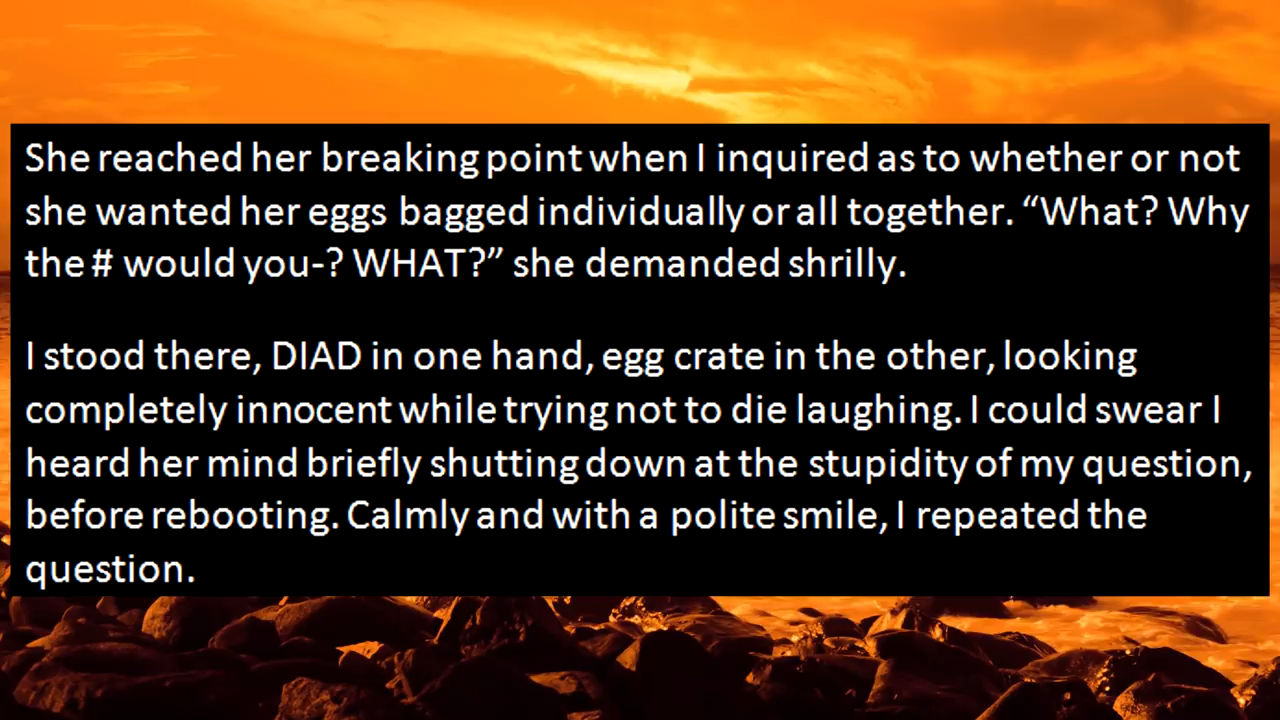 She reached her breaking point when I inquired as to whether or not
she wanted her eggs bagged individually or all together. “What? Why
the # would you-? WHAT?” she demanded shrilly.
I stood there, DIAD in one hand, egg crate in the other, looking
completely innocent while trying not to die laughing. I could swear I
heard her mind briefly shutting down at the stupidity of my question,
before rebooting. Calmly and with a polite smile, I repeated the
question.